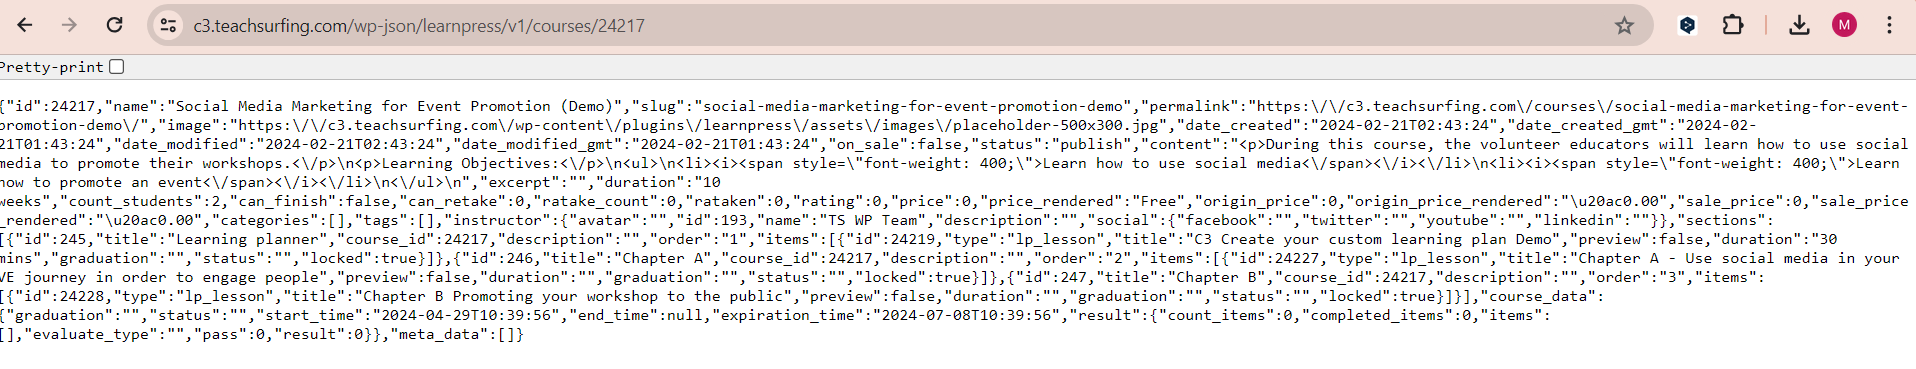 c3.teachsurfing.com/wp-json/learnpress/v1/courses/24217
M
Pretty-print
{"id":24217,"name":"Social Media Marketing for Event Promotion (Demo)","slug":"social-media-marketing-for-event-promotion-demo","permalink":"https:\/\/c3.teachsurfing.com\/courses\/social-media-marketing-for-event-
promotion-demo\/","image":"https:\/\/c3.teachsurfing.com\/wp-content\/plugins\/learnpress\/assets\/images\/placeholder-500x300.jpg","date_created":"2024-02-21T02:43:24","date_created_gmt":"2024-02-
21T01:43:24","date_modified":"2024-02-21T02:43:24","date_modified_gmt":"2024-02-21T01:43:24","on_sale":false,"status":"publish","content":"<p>During this course, the volunteer educators will learn how to use social
media to promote their workshops.<\/p>\n<p>Learning Objectives:<\/p>\n<ul>\n<li><i><span style=\"font-weight: 400;\">Learn how to use social media<\/span><\/i><\/li>\n<li><i><span style=\"font-weight: 400;\">Learn
how to promote an event<\/span><\/i><\/li>\n<\/ul>\n","excerpt":"","duration":"10
weeks","count_students":2,"can_finish":false,"can_retake":0,"ratake_count":0,"rataken":0,"rating":0,"price":0,"price_rendered":"Free","origin_price":0,"origin_price_rendered":"\u20ac0.00","sale_price":0,"sale_price
_rendered":"\u20ac0.00","categories":[],"tags":[],"instructor":{"avatar":"","id":193,"name":"TS WP Team","description":"","social":{"facebook":"","twitter":"","youtube":"","linkedin":""}},"sections":
[{"id":245,"title":"Learning planner","course_id":24217,"description":"","order":"1","items":[{"id":24219,"type":"lp_lesson","title":"C3 Create your custom learning plan Demo","preview":false,"duration":"30
mins","graduation":"","status":"","locked":true}]},{"id":246,"title":"Chapter A","course_id":24217,"description":"","order":"2","items":[{"id":24227,"type":"lp_lesson","title":"Chapter A - Use social media in your
VE journey in order to engage people","preview":false,"duration":"","graduation":"","status":"","locked":true}]},{"id":247,"title":"Chapter B","course_id":24217,"description":"","order":"3","items":
[{"id":24228,"type":"lp_lesson","title":"Chapter B Promoting your workshop to the public","preview":false,"duration":"","graduation":"","status":"","locked":true}]}],"course_data":
{"graduation":"","status":"","start_time":"2024-04-29T10:39:56","end_time":null,"expiration_time":"2024-07-08T10:39:56","result":{"count_items":0,"completed_items":0,"items":
[],"evaluate_type":"","pass":0,"result":0}},"meta_data":[]}